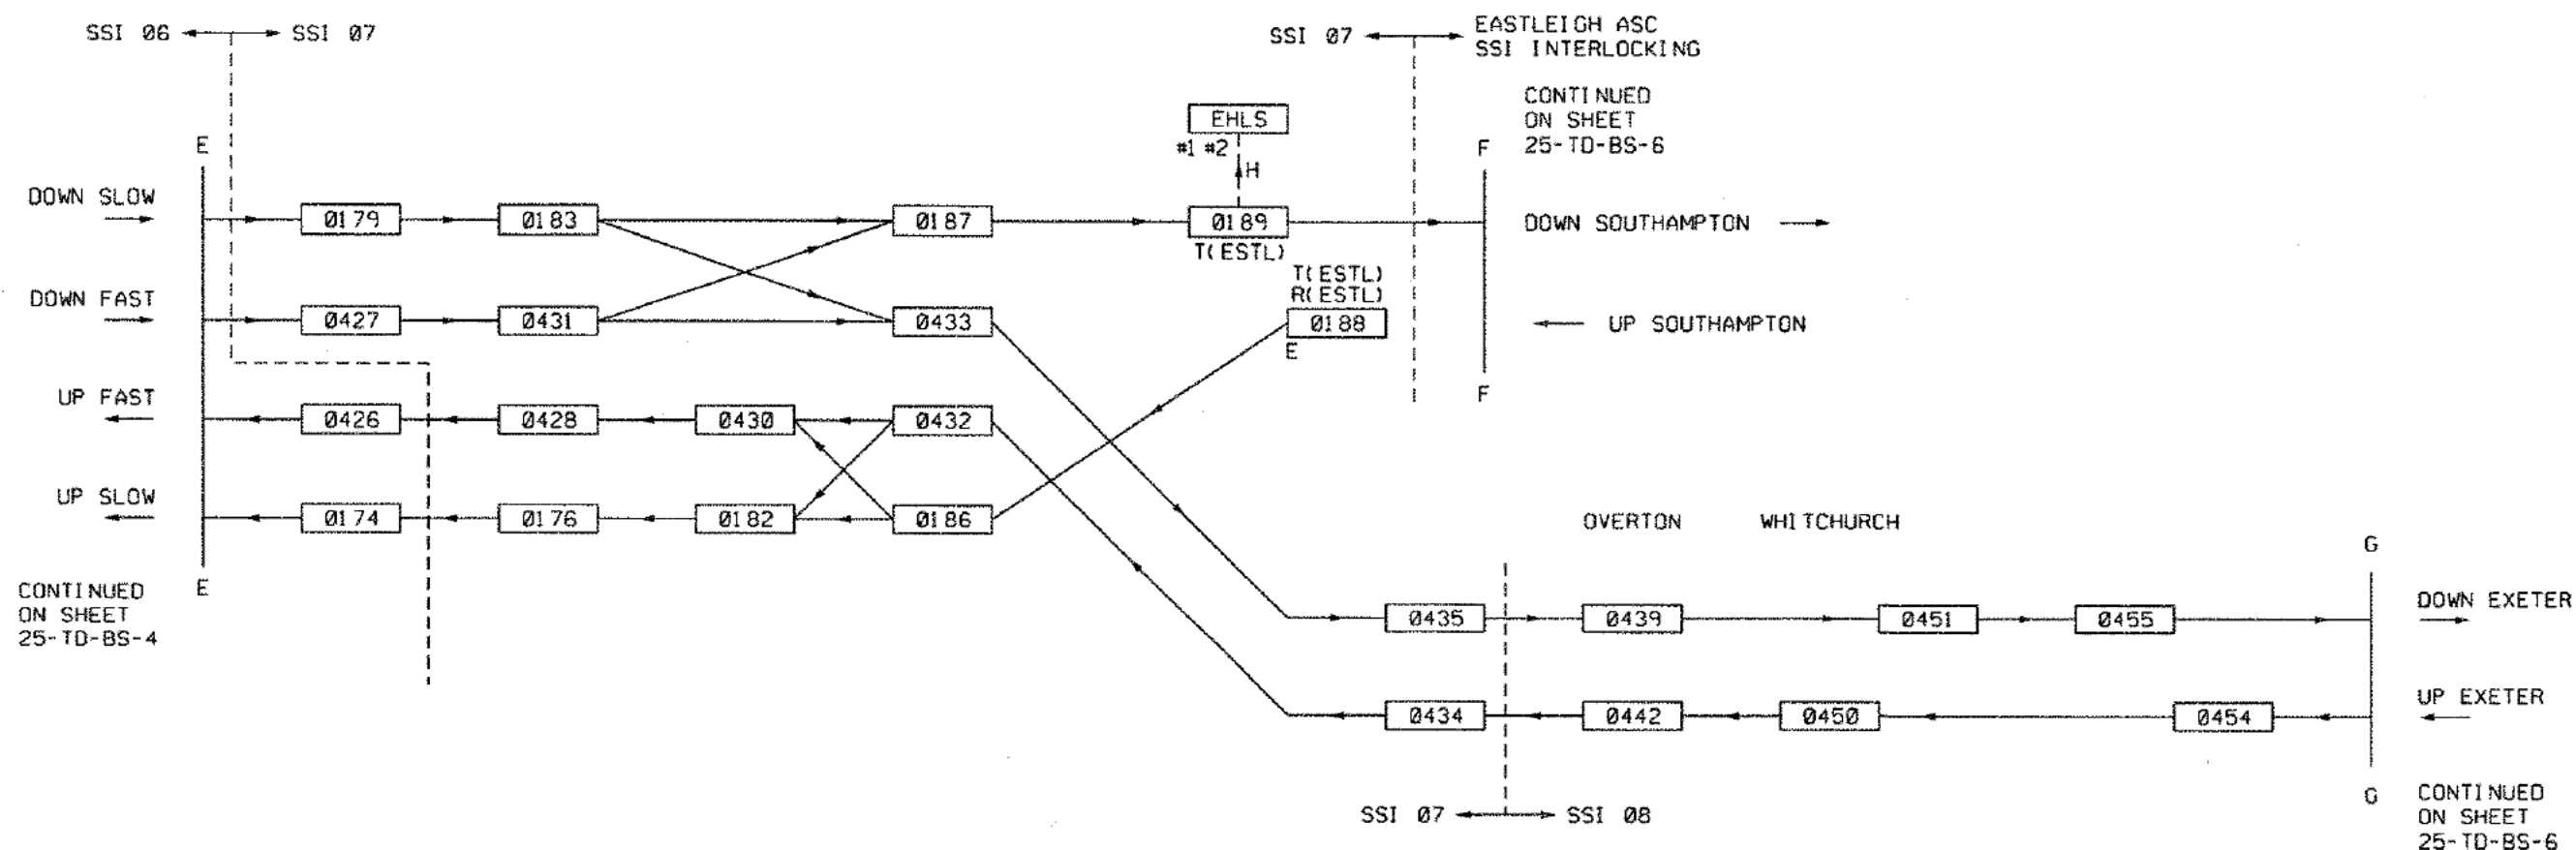 SSI 06
SSI 07
SSI 07
EASTLEIGH ASC
SSI INTERLOCKING
CONTINUED
ON SHEET
25-TD-BS-6
EHLS
#1 #2
H
E
F
DOWN SLOW
0179
0183
0187
0189
T(ESTL)
DOWN SOUTHAMPTON
DOWN FAST
0427
0431
0433
T(ESTL)
R(ESTL)
0188
E
UP SOUTHAMPTON
F
UP FAST
0426
0428
0430
0432
UP SLOW
0174
0176
0182
0186
OVERTON
WHITCHURCH
G
E
CONTINUED
ON SHEET
25-TD-BS-4
0435
0439
0451
0455
DOWN EXETER
0434
0442
0450
0454
UP EXETER
G
SSI 07
SSI 08
CONTINUED
ON SHEET
25-TD-BS-6